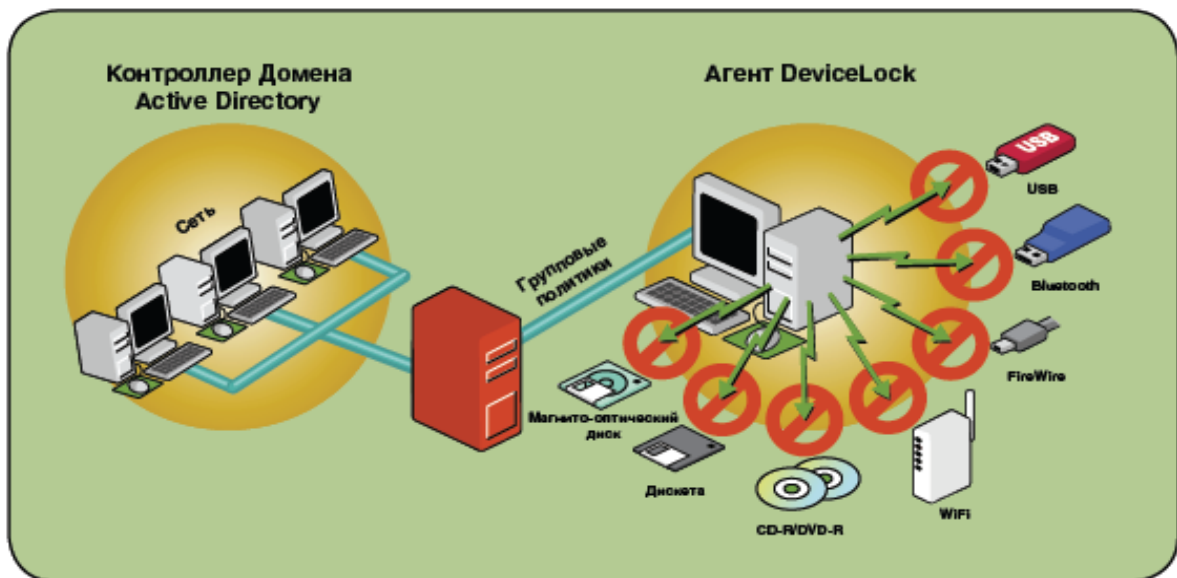 Контроллер Домена
Active Directory
Агент DeviceLock
Сеть
Групповые
политики
USB
USB
Bluetooth
FireWire
WiFi
CD-R/DVD-R
Дискета
Магнито-оптический
диск